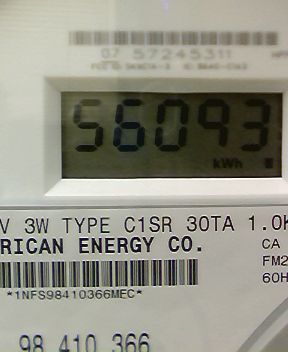 07 57245311
56093
kWh
V 3W TYPE C1SR 30TA 1.0K
RICAN ENERGY CO.
CA
FM2
60H
*1NFS98410366MEC*
98 410 366